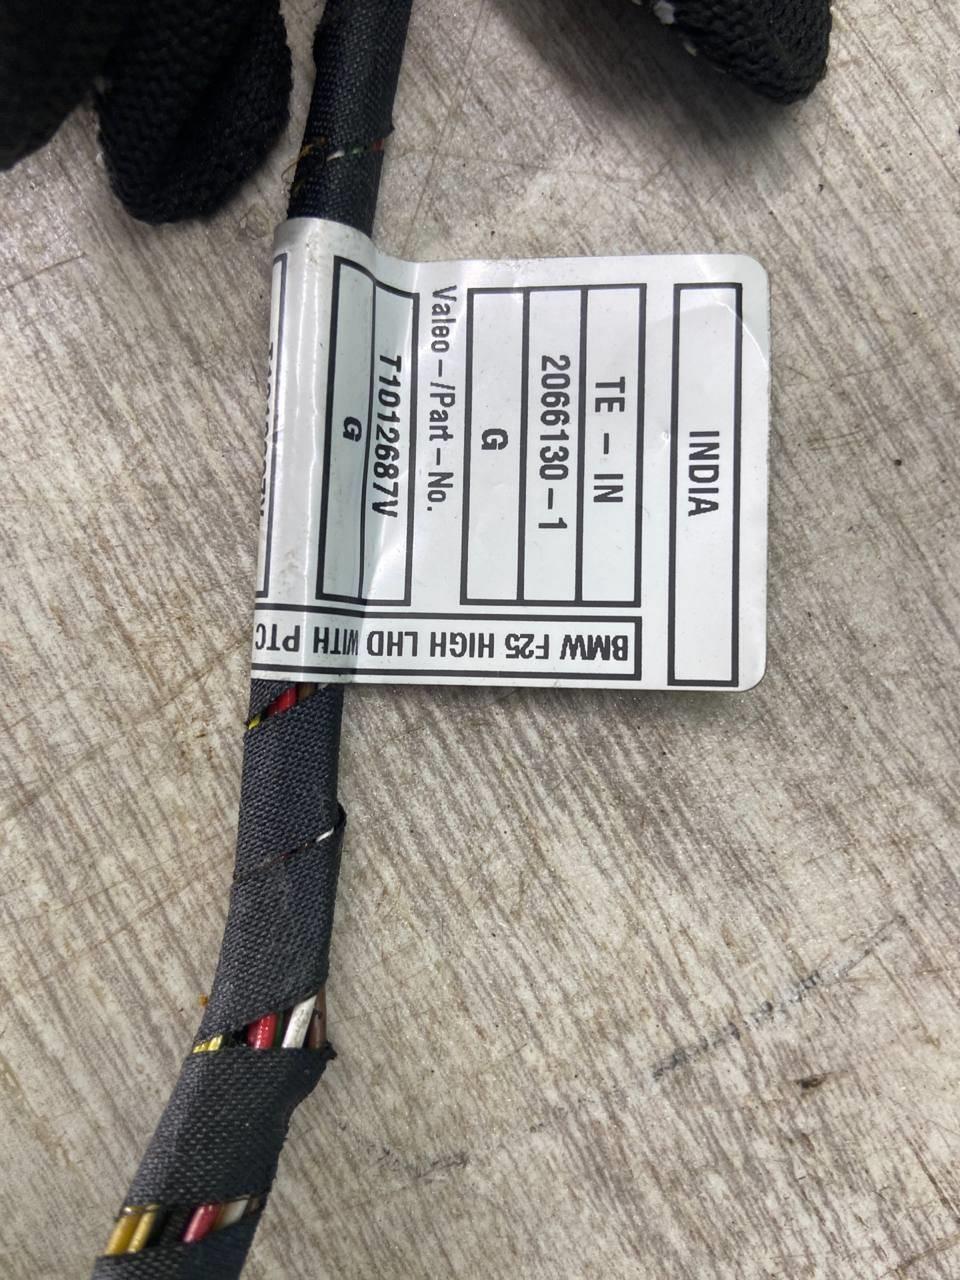 INDIA
TE - IN
2066130-1
G
Valeo-/Part-No.
T1012687V
G
BMW F25 HIGH LHD WITH PTC